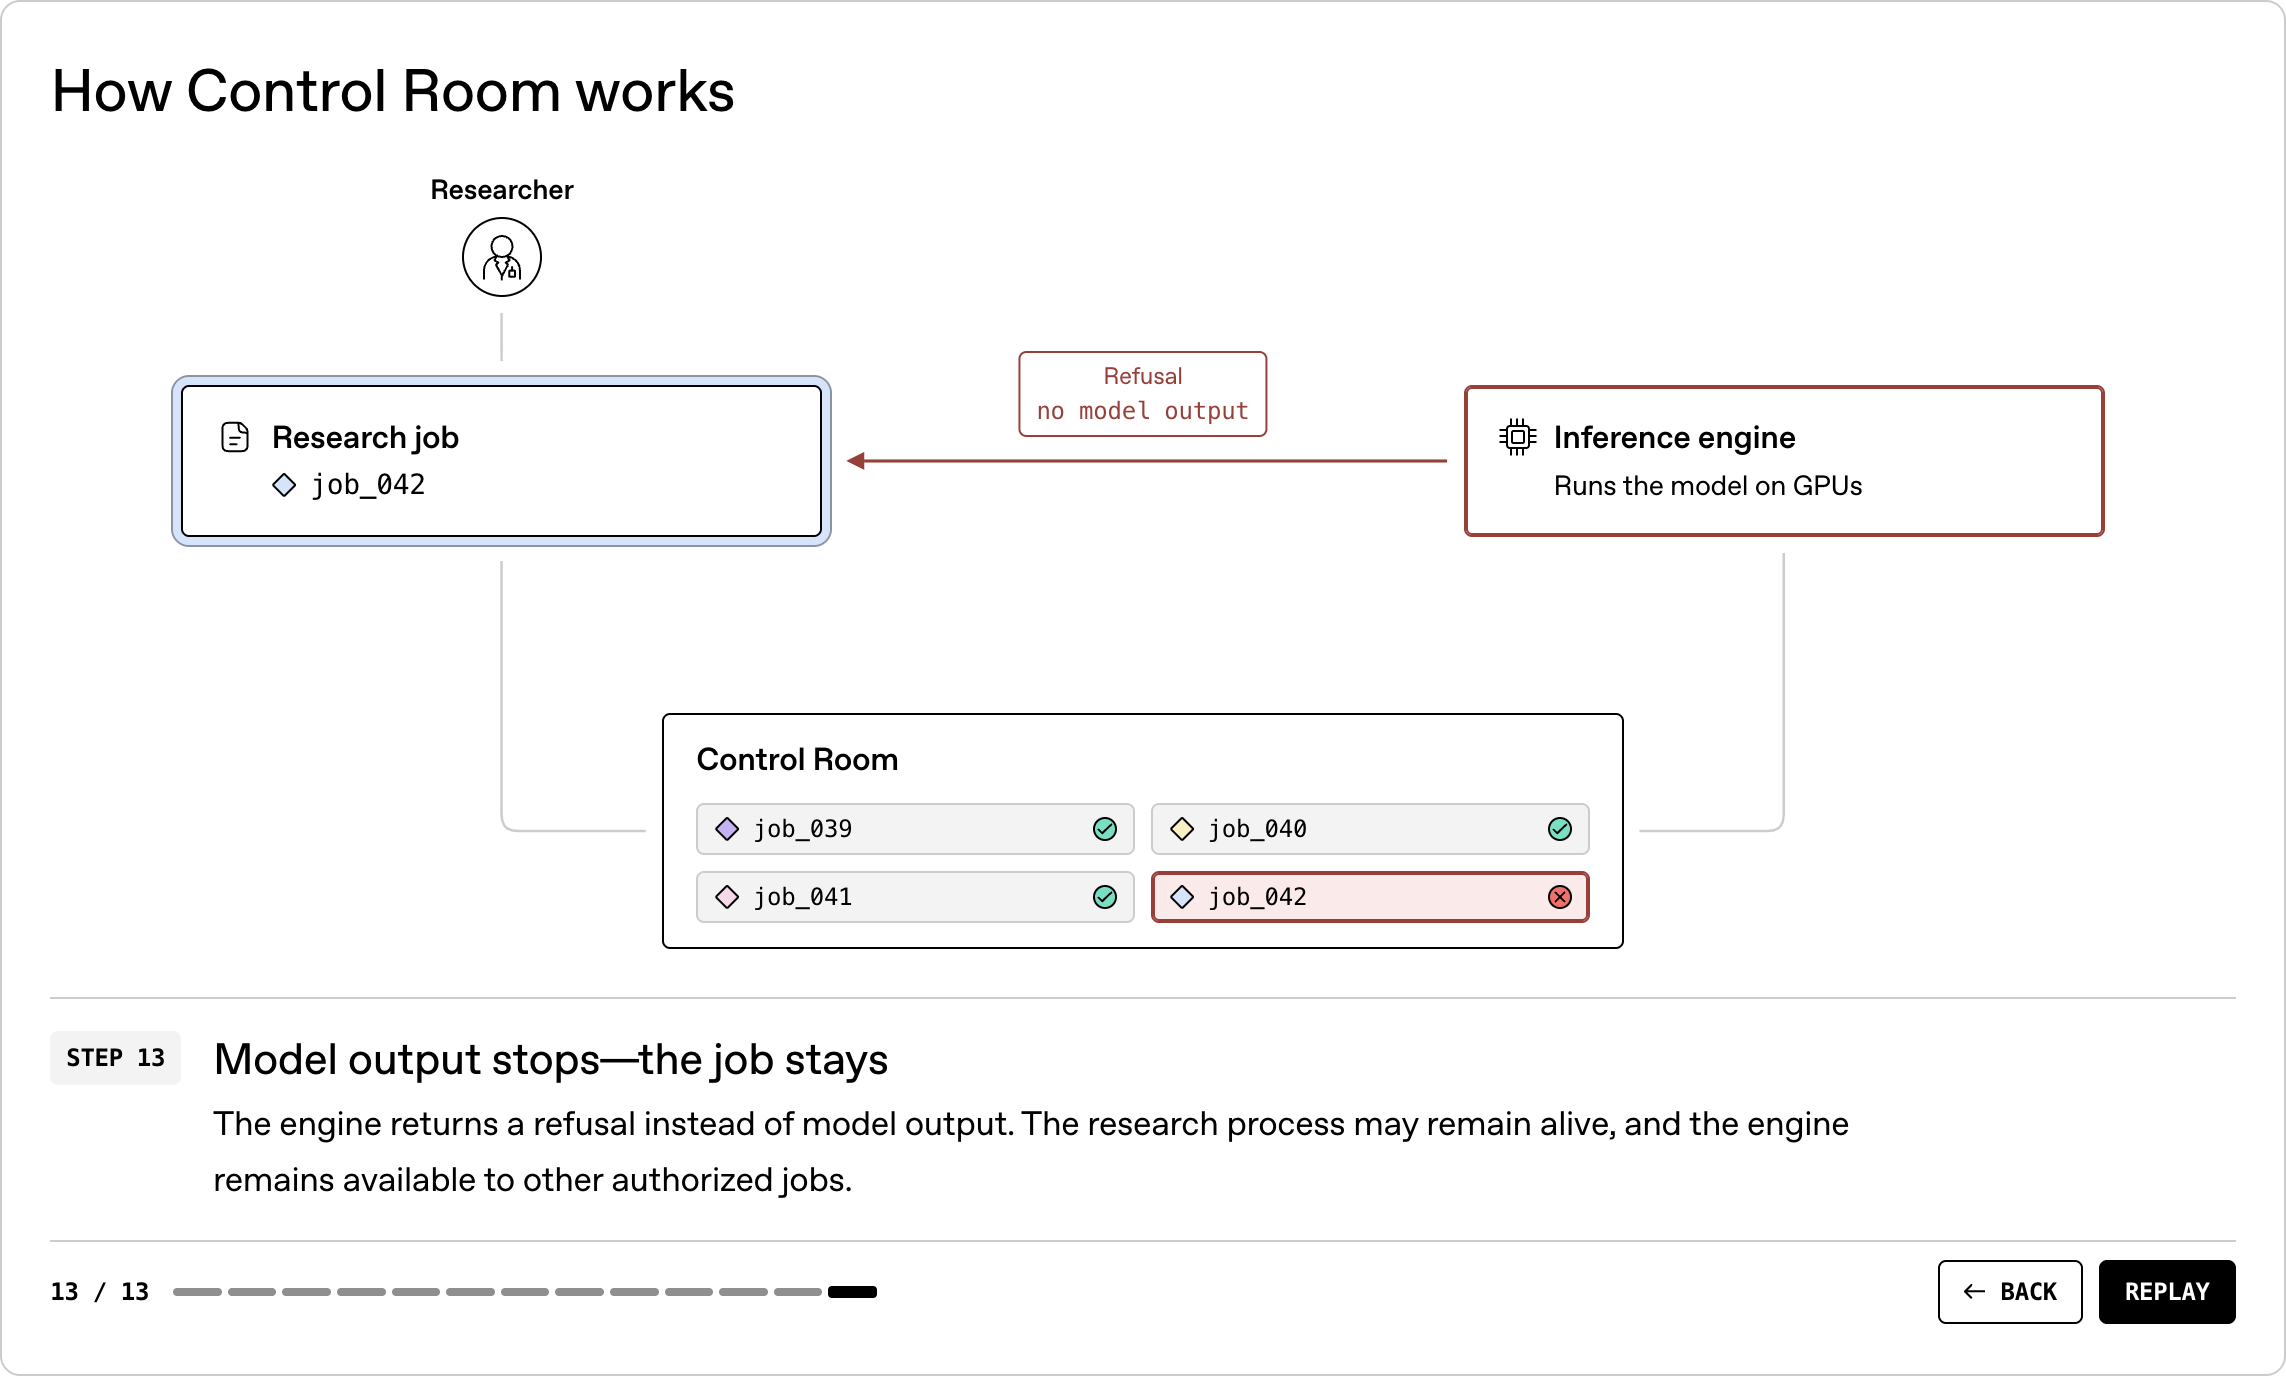 How Control Room works
Researcher
Refusal
no model output
Research job
job_042
Inference engine
Runs the model on GPUs
Control Room
job_039
job_040
job_041
job_042
STEP 13
Model output stops—the job stays
The engine returns a refusal instead of model output. The research process may remain alive, and the engine
remains available to other authorized jobs.
13 / 13
← BACK
REPLAY